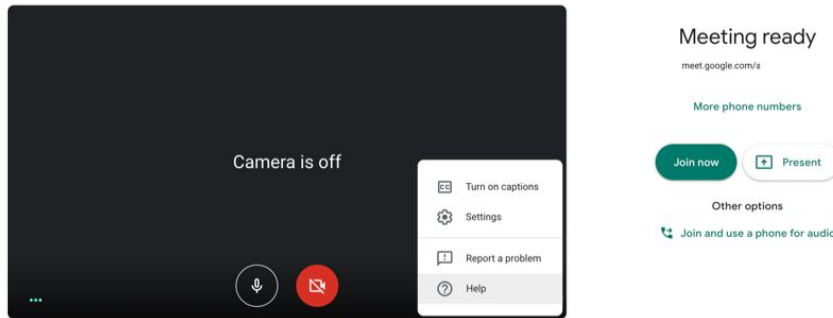 Camera is off
Turn on captions
Settings
Report a problem
Help
Meeting ready
meet.google.com/a
More phone numbers
Join now
Present
Other options
Join and use a phone for audio